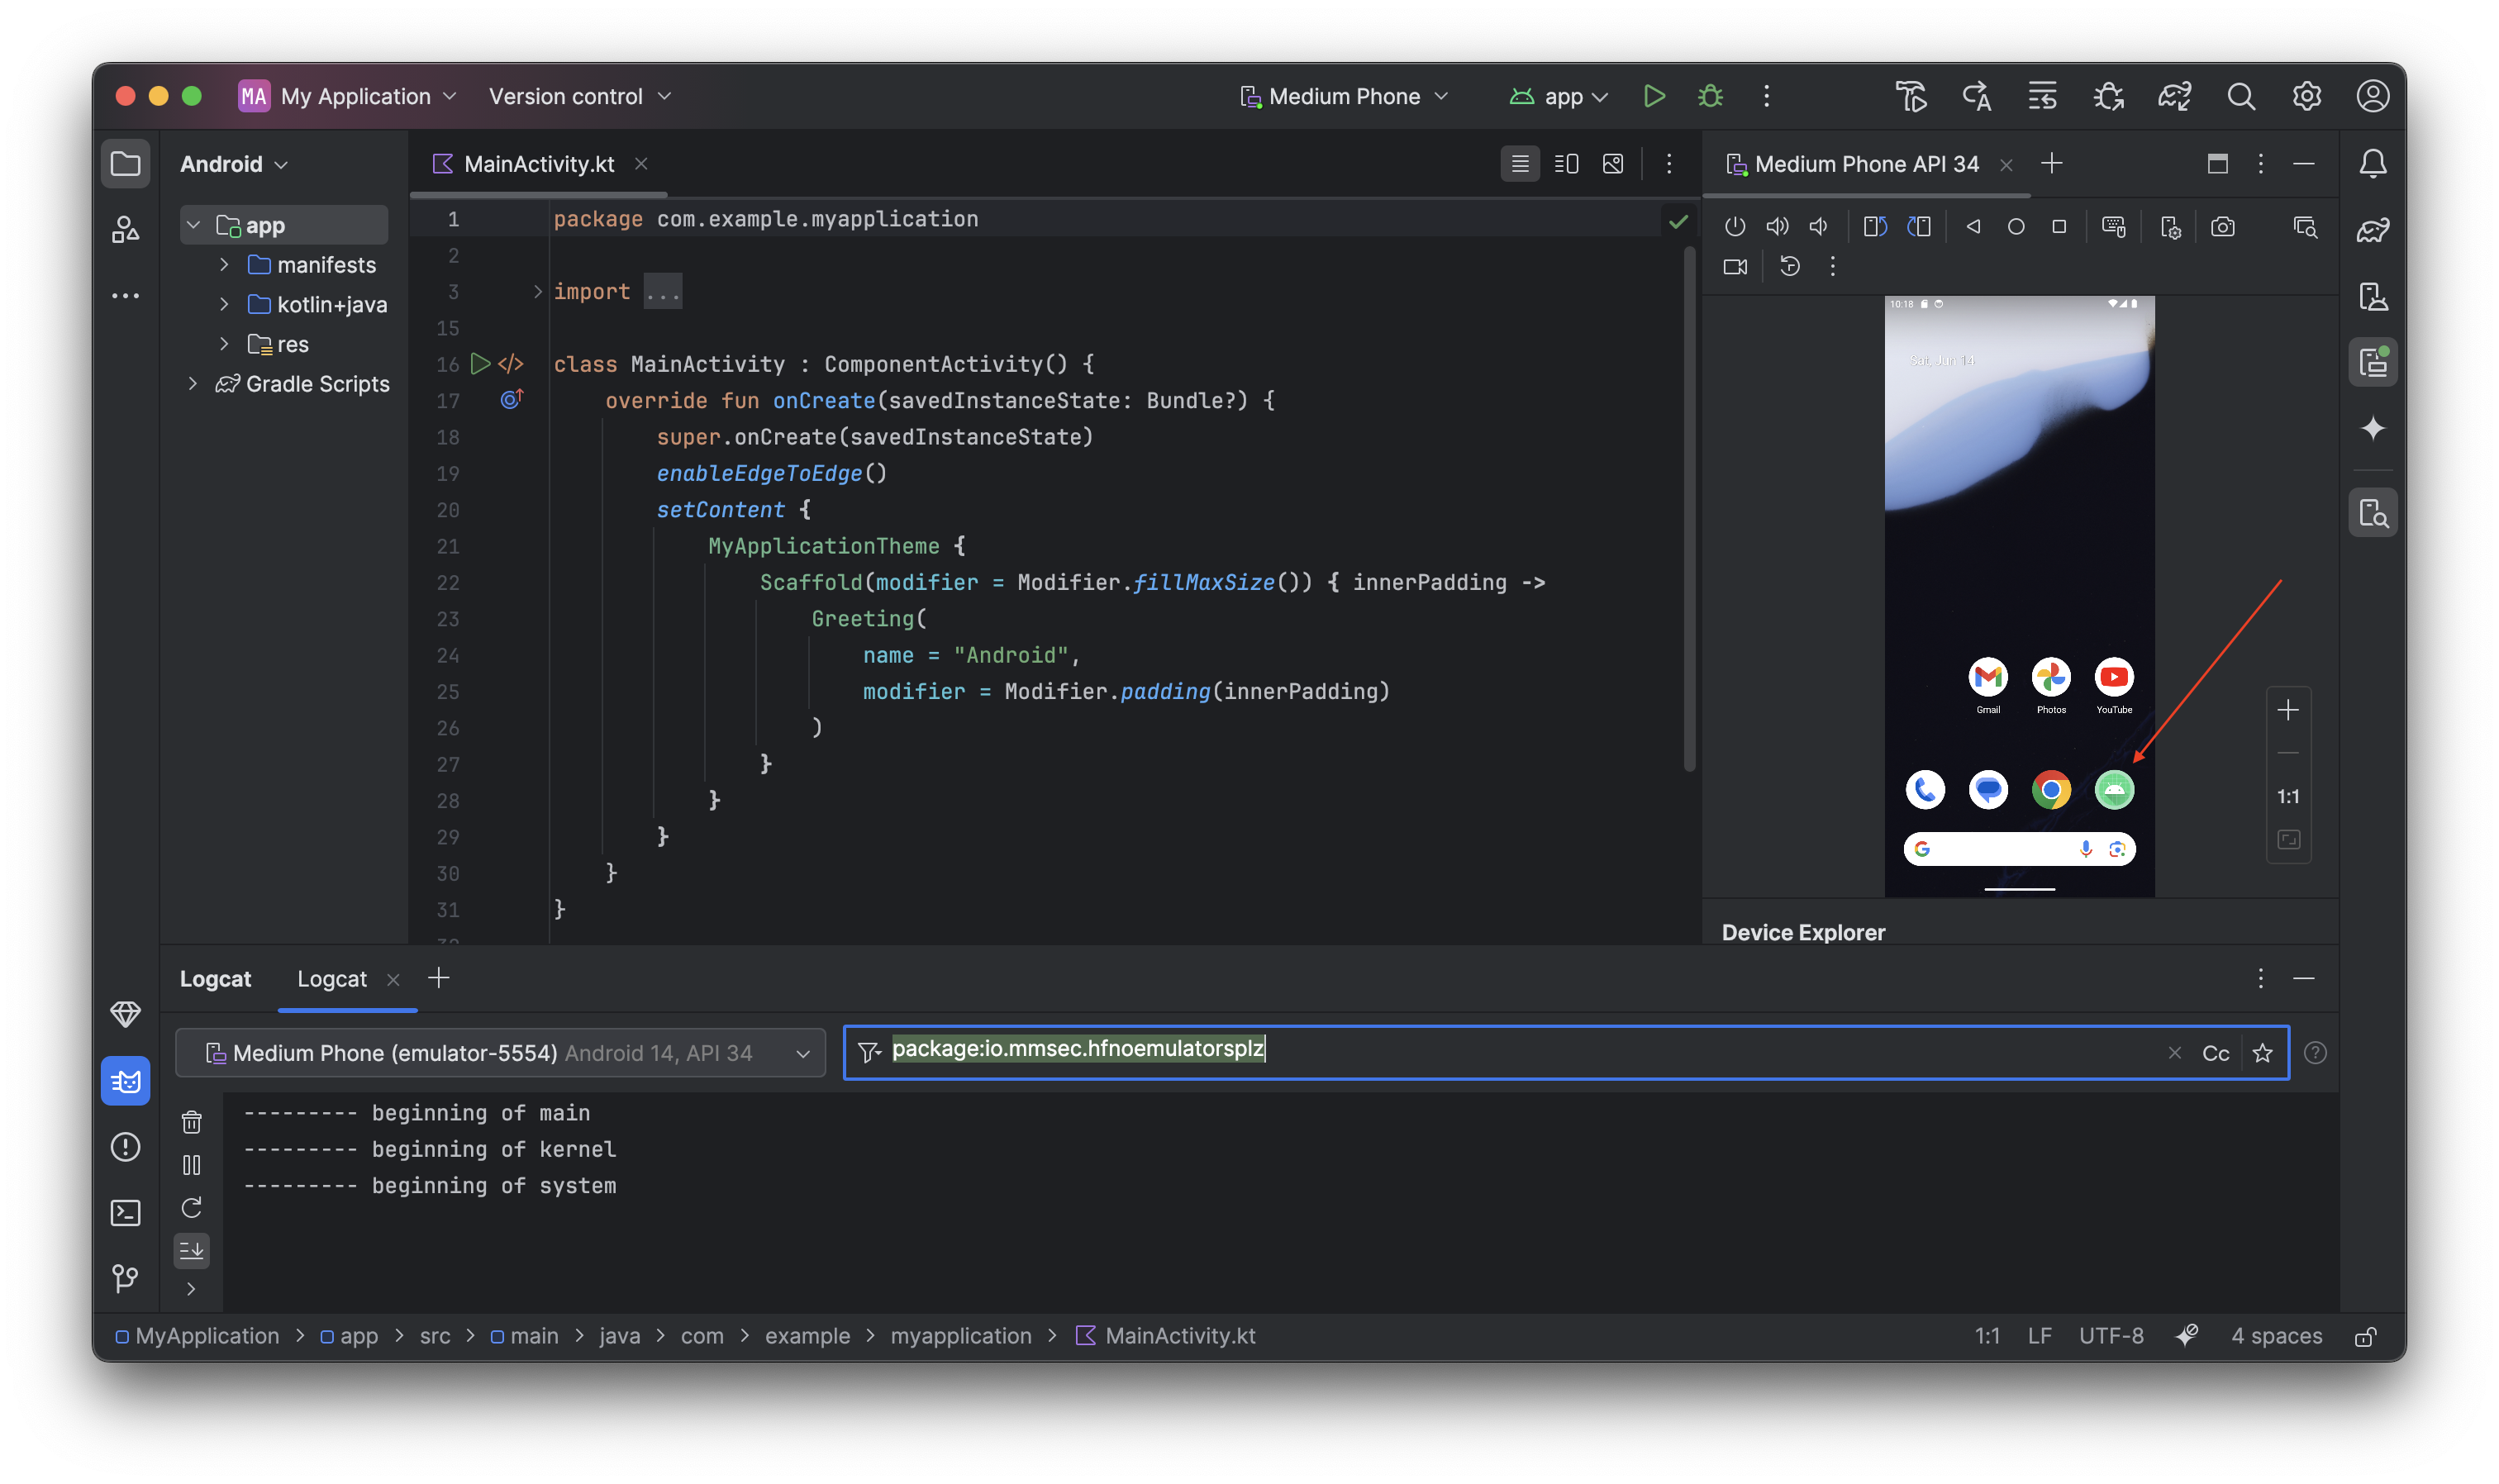 MA My Application Version control Medium Phone app
Android MainActivity.kt Medium Phone API 34
app
manifests
kotlin+java
res
Gradle Scripts
1 package com.example.myapplication
2
3 import ...
15
16 class MainActivity : ComponentActivity() {
17 override fun onCreate(savedInstanceState: Bundle?) {
18 super.onCreate(savedInstanceState)
19 enableEdgeToEdge()
20 setContent {
21 MyApplicationTheme {
22 Scaffold(modifier = Modifier.fillMaxSize()) { innerPadding ->
23 Greeting(
24 name = "Android",
25 modifier = Modifier.padding(innerPadding)
26 )
27 }
28 }
29 }
30 }
31 }
32
10:18
Sat, Jun 14
Gmail Photos YouTube
1:1
Device Explorer
Logcat Logcat
Medium Phone (emulator-5554) Android 14, API 34 package:io.mmsec.hfnoemulatorsplz Cc
--------- beginning of main
--------- beginning of kernel
--------- beginning of system
MyApplication > app > src > main > java > com > example > myapplication > MainActivity.kt 1:1 LF UTF-8 4 spaces